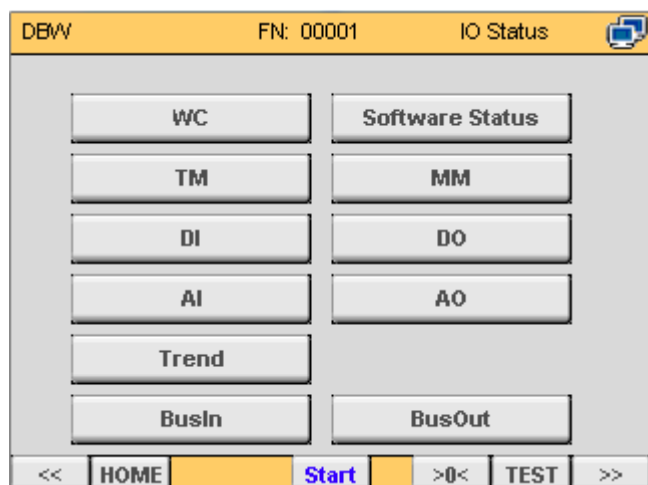 DBW FN: 00001 IO Status
WC Software Status
TM MM
DI DO
AI AO
Trend
BusIn BusOut
<< HOME Start >0< TEST >>